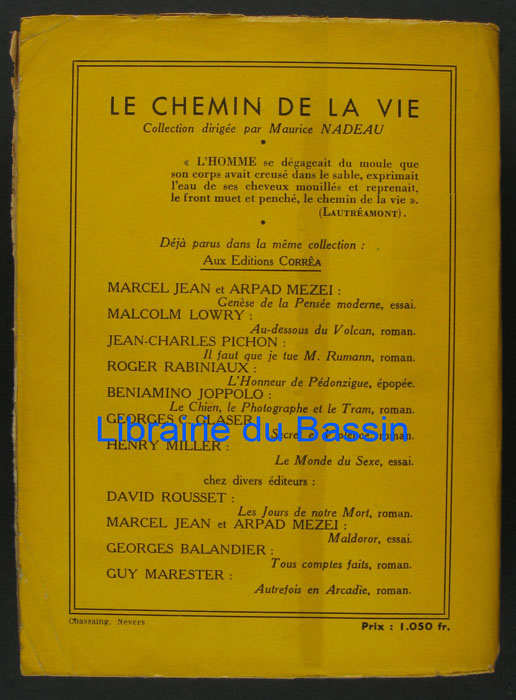 LE CHEMIN DE LA VIE
Collection dirigée par Maurice NADEAU
« L'HOMME se dégageait du moule que
son corps avait creusé dans le sable, exprimait
l'eau de ses cheveux mouillés et reprenait,
le front muet et penché, le chemin de la vie ».
(LAUTRÉAMONT).
Déjà parus dans la même collection :
Aux Editions CORRÊA
MARCEL JEAN et ARPAD MEZEI :
Genèse de la Pensée moderne, essai.
MALCOLM LOWRY :
Au-dessous du Volcan, roman.
JEAN-CHARLES PICHON :
Il faut que je tue M. Rumann, roman.
ROGER RABINIAUX :
L'Honneur de Pédonzigue, épopée.
BENIAMINO JOPPOLO :
Le Chien, le Photographe et le Tram, roman.
GEORGES C. GLASER :
Secret et Violence, roman.
Librairie du Bassin
HENRY MILLER :
Le Monde du Sexe, essai.
chez divers éditeurs :
DAVID ROUSSET :
Les Jours de notre Mort, roman.
MARCEL JEAN et ARPAD MEZEI :
Maldoror, essai.
GEORGES BALANDIER :
Tous comptes faits, roman.
GUY MARESTER :
Autrefois en Arcadie, roman.
Chassaing, Nevers
Prix : 1.050 fr.